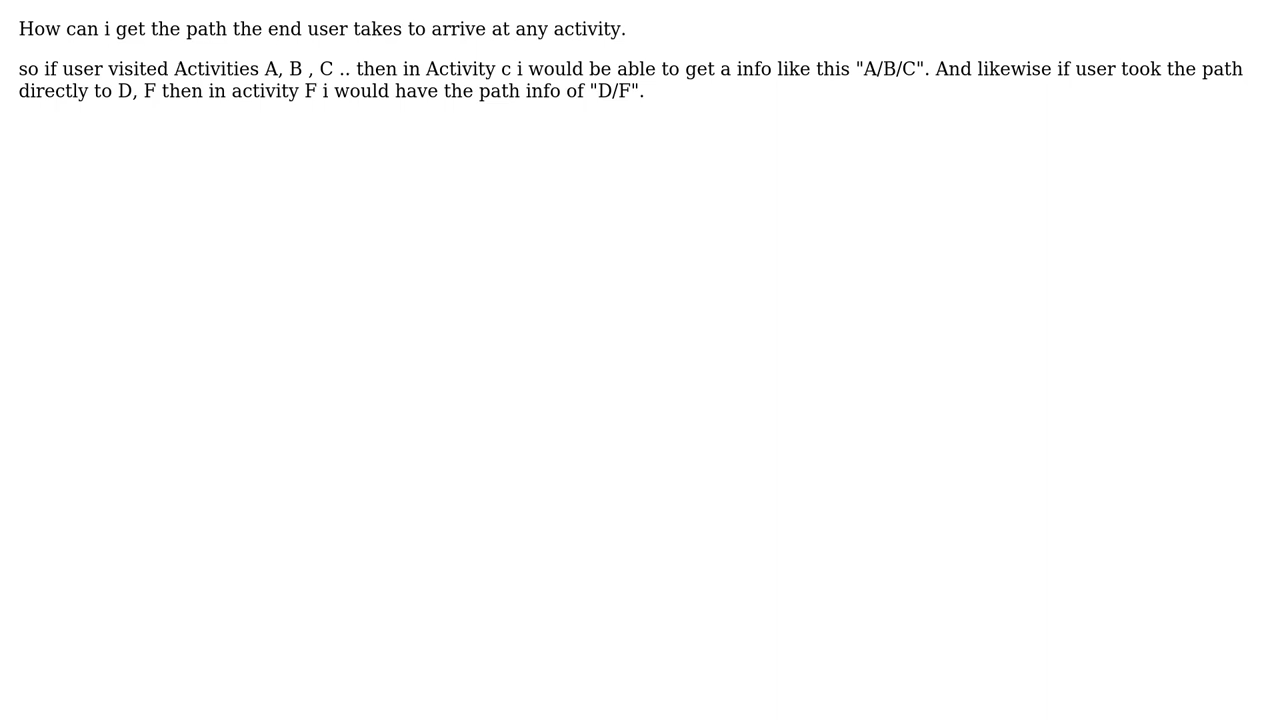 How can i get the path the end user takes to arrive at any activity.
so if user visited Activities A, B , C .. then in Activity c i would be able to get a info like this "A/B/C". And likewise if user took the path
directly to D, F then in activity F i would have the path info of "D/F".